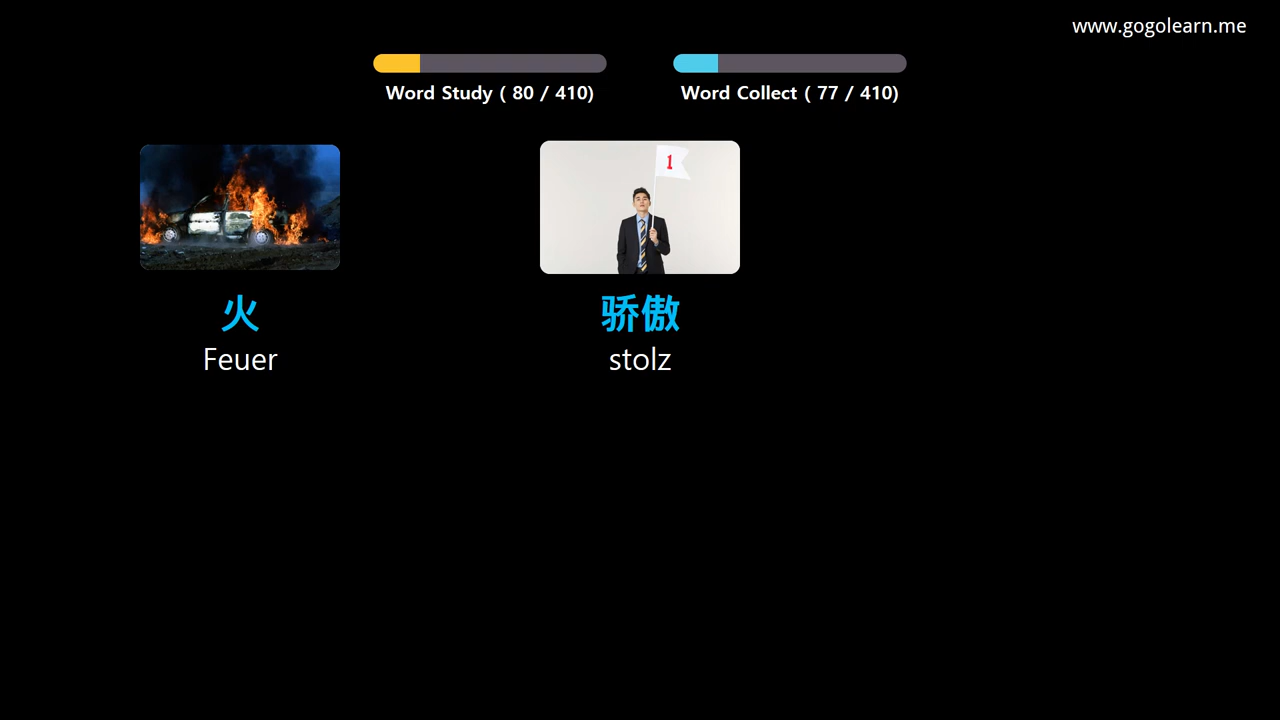 www.gogolearn.me
Word Study ( 80 / 410)
Word Collect ( 77 / 410)
1
火
Feuer
骄傲
stolz